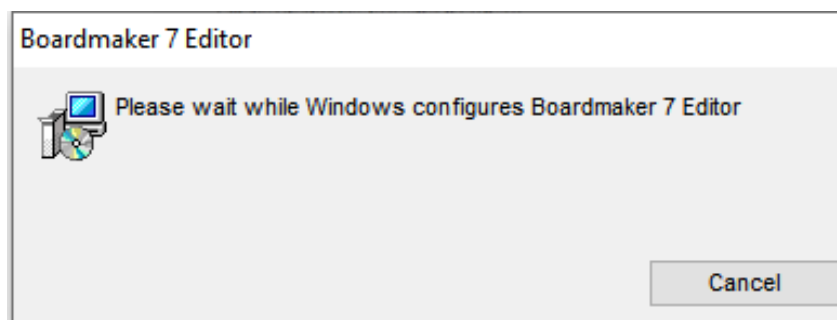 Boardmaker 7 Editor
Please wait while Windows configures Boardmaker 7 Editor
Cancel